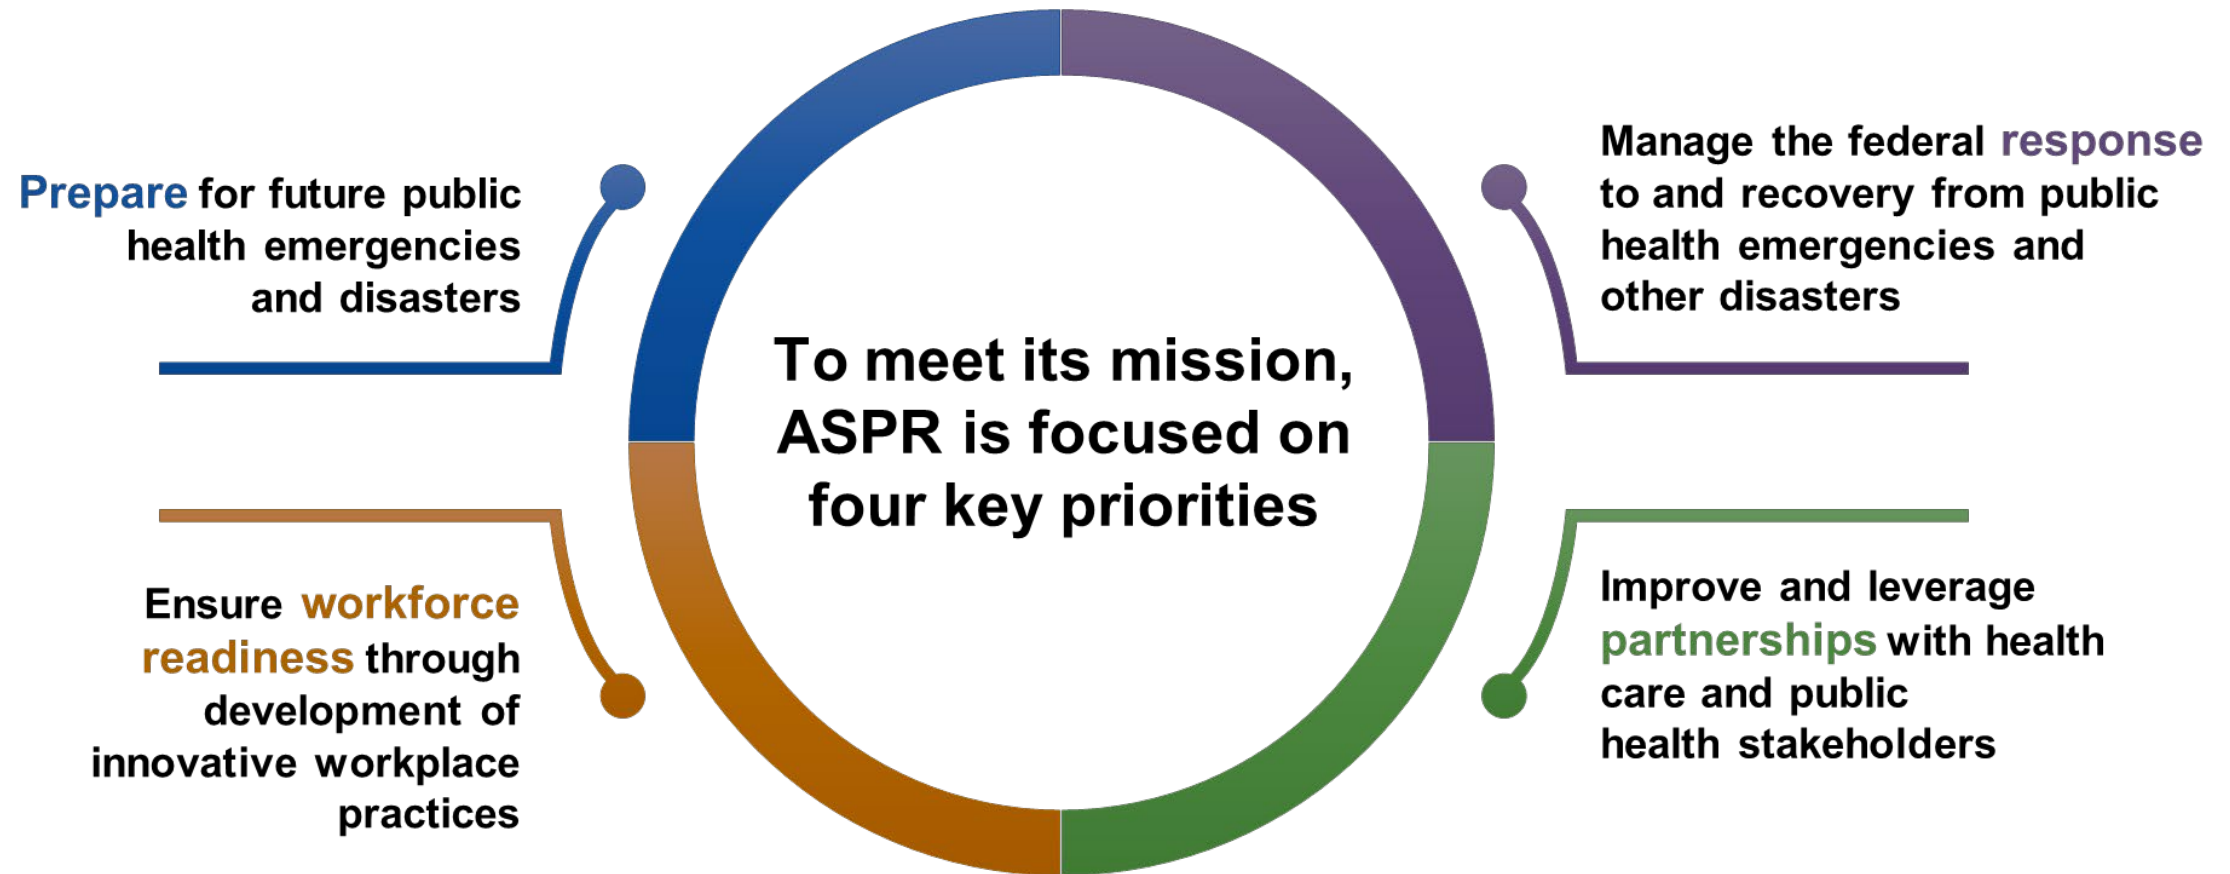 Prepare for future public
health emergencies
and disasters
Manage the federal response
to and recovery from public
health emergencies and
other disasters
To meet its mission,
ASPR is focused on
four key priorities
Ensure workforce
readiness through
development of
innovative workplace
practices
Improve and leverage
partnerships with health
care and public
health stakeholders